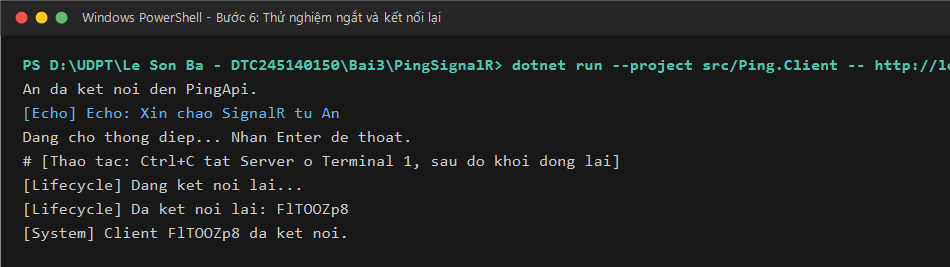 Windows PowerShell - Bước 6: Thử nghiệm ngắt và kết nối lại
PS D:\UDPT\Le Son Ba - DTC245140150\Bai3\PingSignalR> dotnet run --project src/Ping.Client -- http://lo
An da ket noi den PingApi.
[Echo] Echo: Xin chao SignalR tu An
Dang cho thong diep... Nhan Enter de thoat.
# [Thao tac: Ctrl+C tat Server o Terminal 1, sau do khoi dong lai]
[Lifecycle] Dang ket noi lai...
[Lifecycle] Da ket noi lai: FlTOOZp8
[System] Client FlTOOZp8 da ket noi.